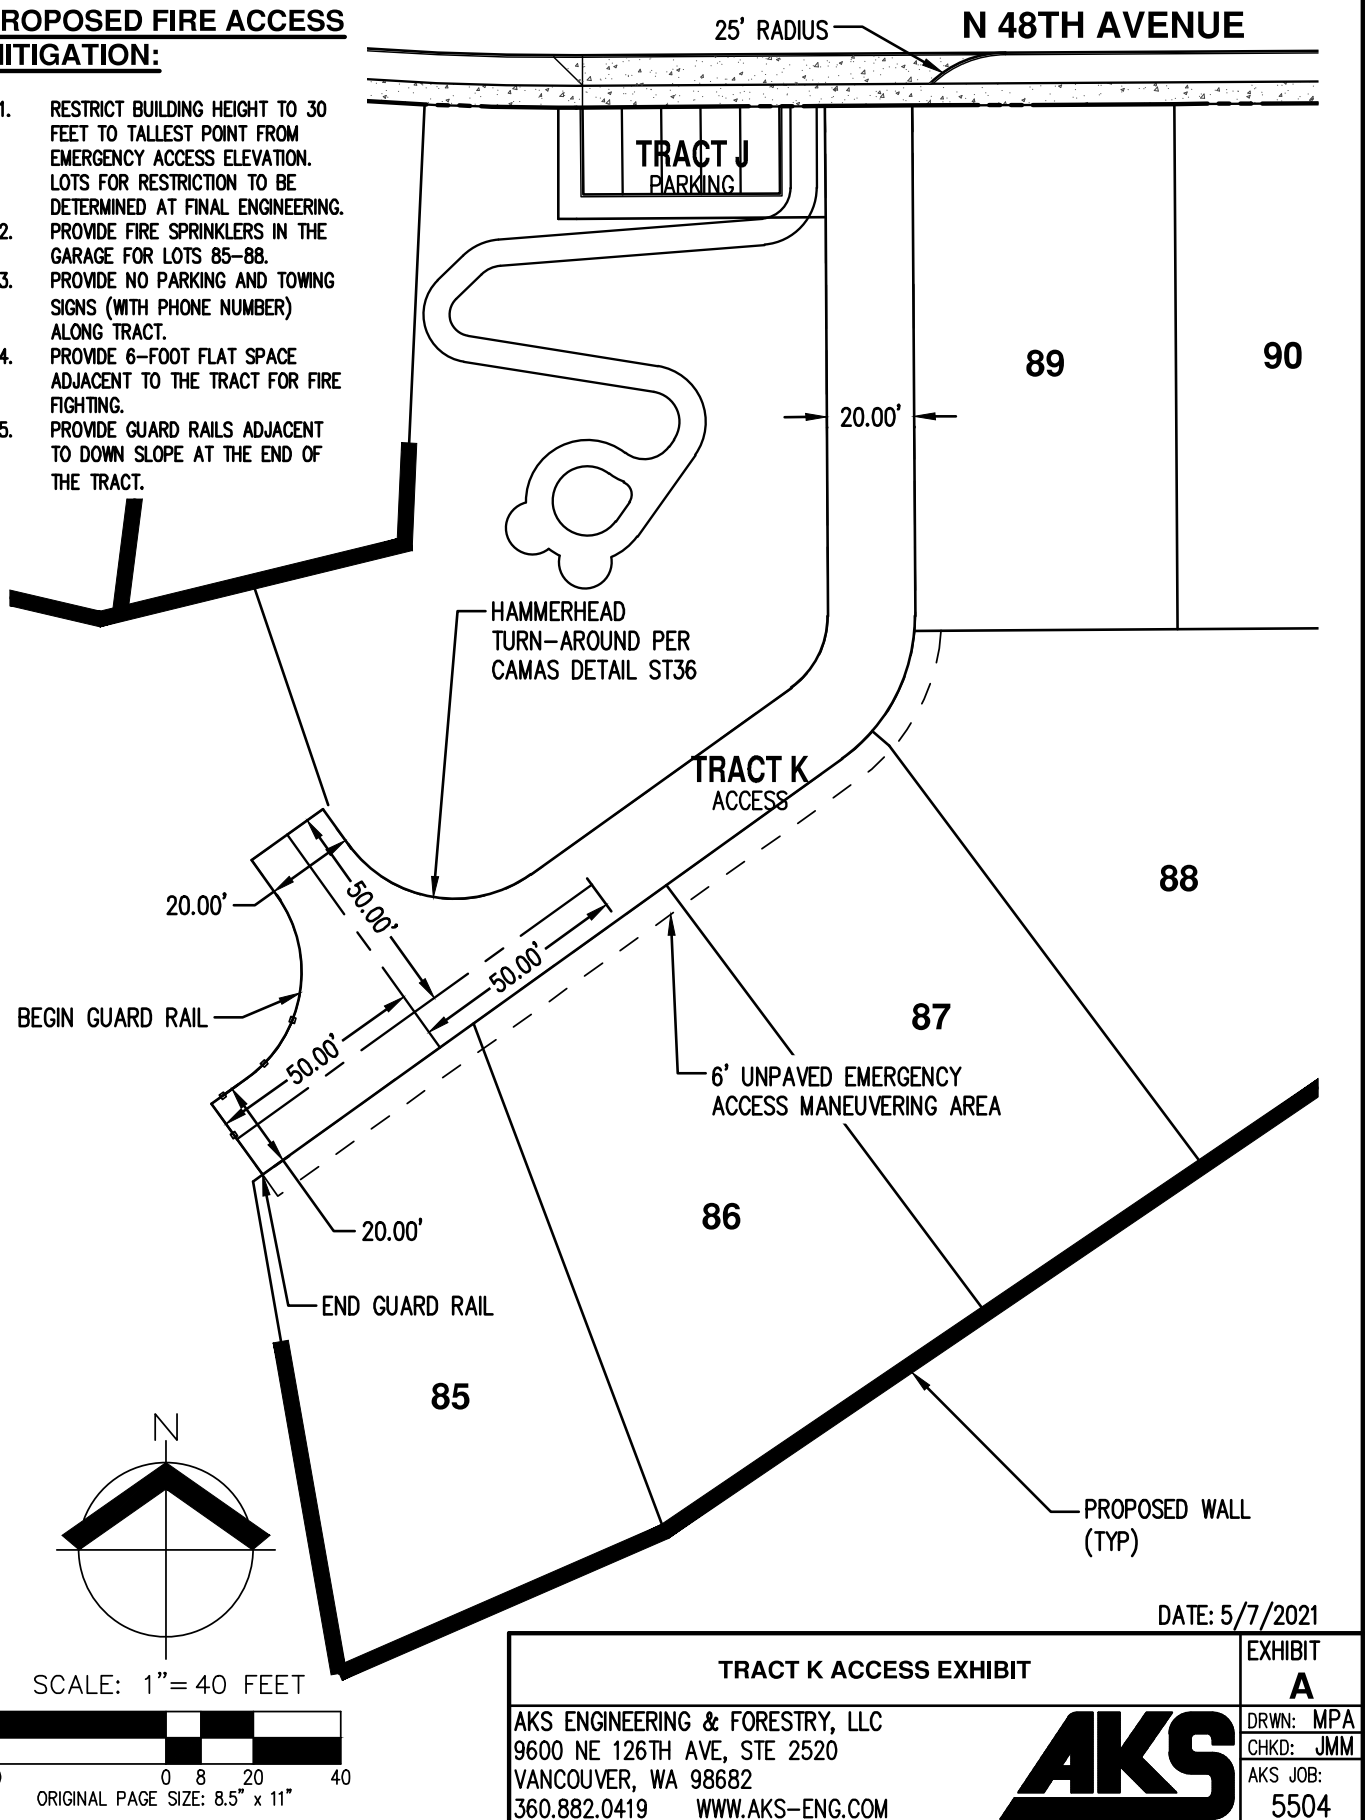 ROPOSED FIRE ACCESS
ITIGATION:
1. RESTRICT BUILDING HEIGHT TO 30
FEET TO TALLEST POINT FROM
EMERGENCY ACCESS ELEVATION.
LOTS FOR RESTRICTION TO BE
DETERMINED AT FINAL ENGINEERING.
2. PROVIDE FIRE SPRINKLERS IN THE
GARAGE FOR LOTS 85-88.
3. PROVIDE NO PARKING AND TOWING
SIGNS (WITH PHONE NUMBER)
ALONG TRACT.
4. PROVIDE 6-FOOT FLAT SPACE
ADJACENT TO THE TRACT FOR FIRE
FIGHTING.
5. PROVIDE GUARD RAILS ADJACENT
TO DOWN SLOPE AT THE END OF
THE TRACT.
25' RADIUS
N 48TH AVENUE
TRACT J
PARKING
89
90
20.00'
HAMMERHEAD
TURN-AROUND PER
CAMAS DETAIL ST36
TRACT K
ACCESS
88
20.00'
50.00'
50.00'
BEGIN GUARD RAIL
50.00'
87
6' UNPAVED EMERGENCY
ACCESS MANEUVERING AREA
86
20.00'
END GUARD RAIL
85
N
PROPOSED WALL
(TYP)
DATE: 5/7/2021
SCALE: 1"= 40 FEET
0 8 20 40
ORIGINAL PAGE SIZE: 8.5" x 11"
TRACT K ACCESS EXHIBIT
EXHIBIT
A
AKS ENGINEERING & FORESTRY, LLC
9600 NE 126TH AVE, STE 2520
VANCOUVER, WA 98682
360.882.0419 WWW.AKS-ENG.COM
AKS
DRWN: MPA
CHKD: JMM
AKS JOB:
5504